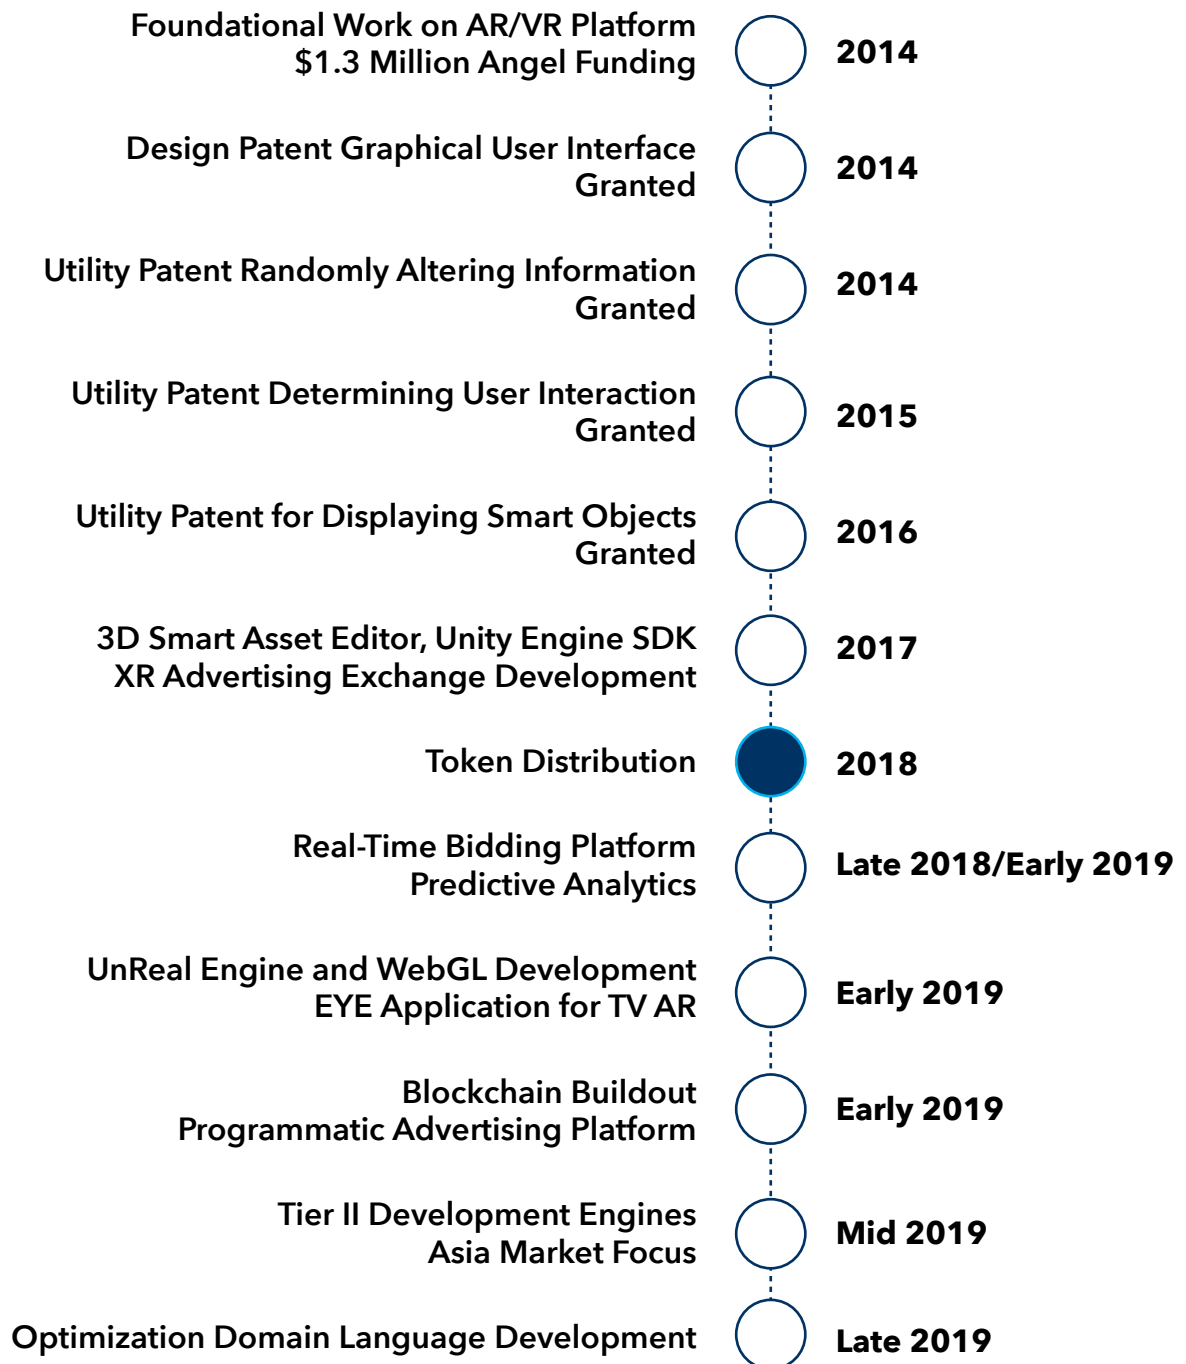 Foundational Work on AR/VR Platform
$1.3 Million Angel Funding
2014
Design Patent Graphical User Interface
Granted
2014
Utility Patent Randomly Altering Information
Granted
2014
Utility Patent Determining User Interaction
Granted
2015
Utility Patent for Displaying Smart Objects
Granted
2016
3D Smart Asset Editor, Unity Engine SDK
XR Advertising Exchange Development
2017
Token Distribution
2018
Real-Time Bidding Platform
Predictive Analytics
Late 2018/Early 2019
UnReal Engine and WebGL Development
EYE Application for TV AR
Early 2019
Blockchain Buildout
Programmatic Advertising Platform
Early 2019
Tier II Development Engines
Asia Market Focus
Mid 2019
Optimization Domain Language Development
Late 2019